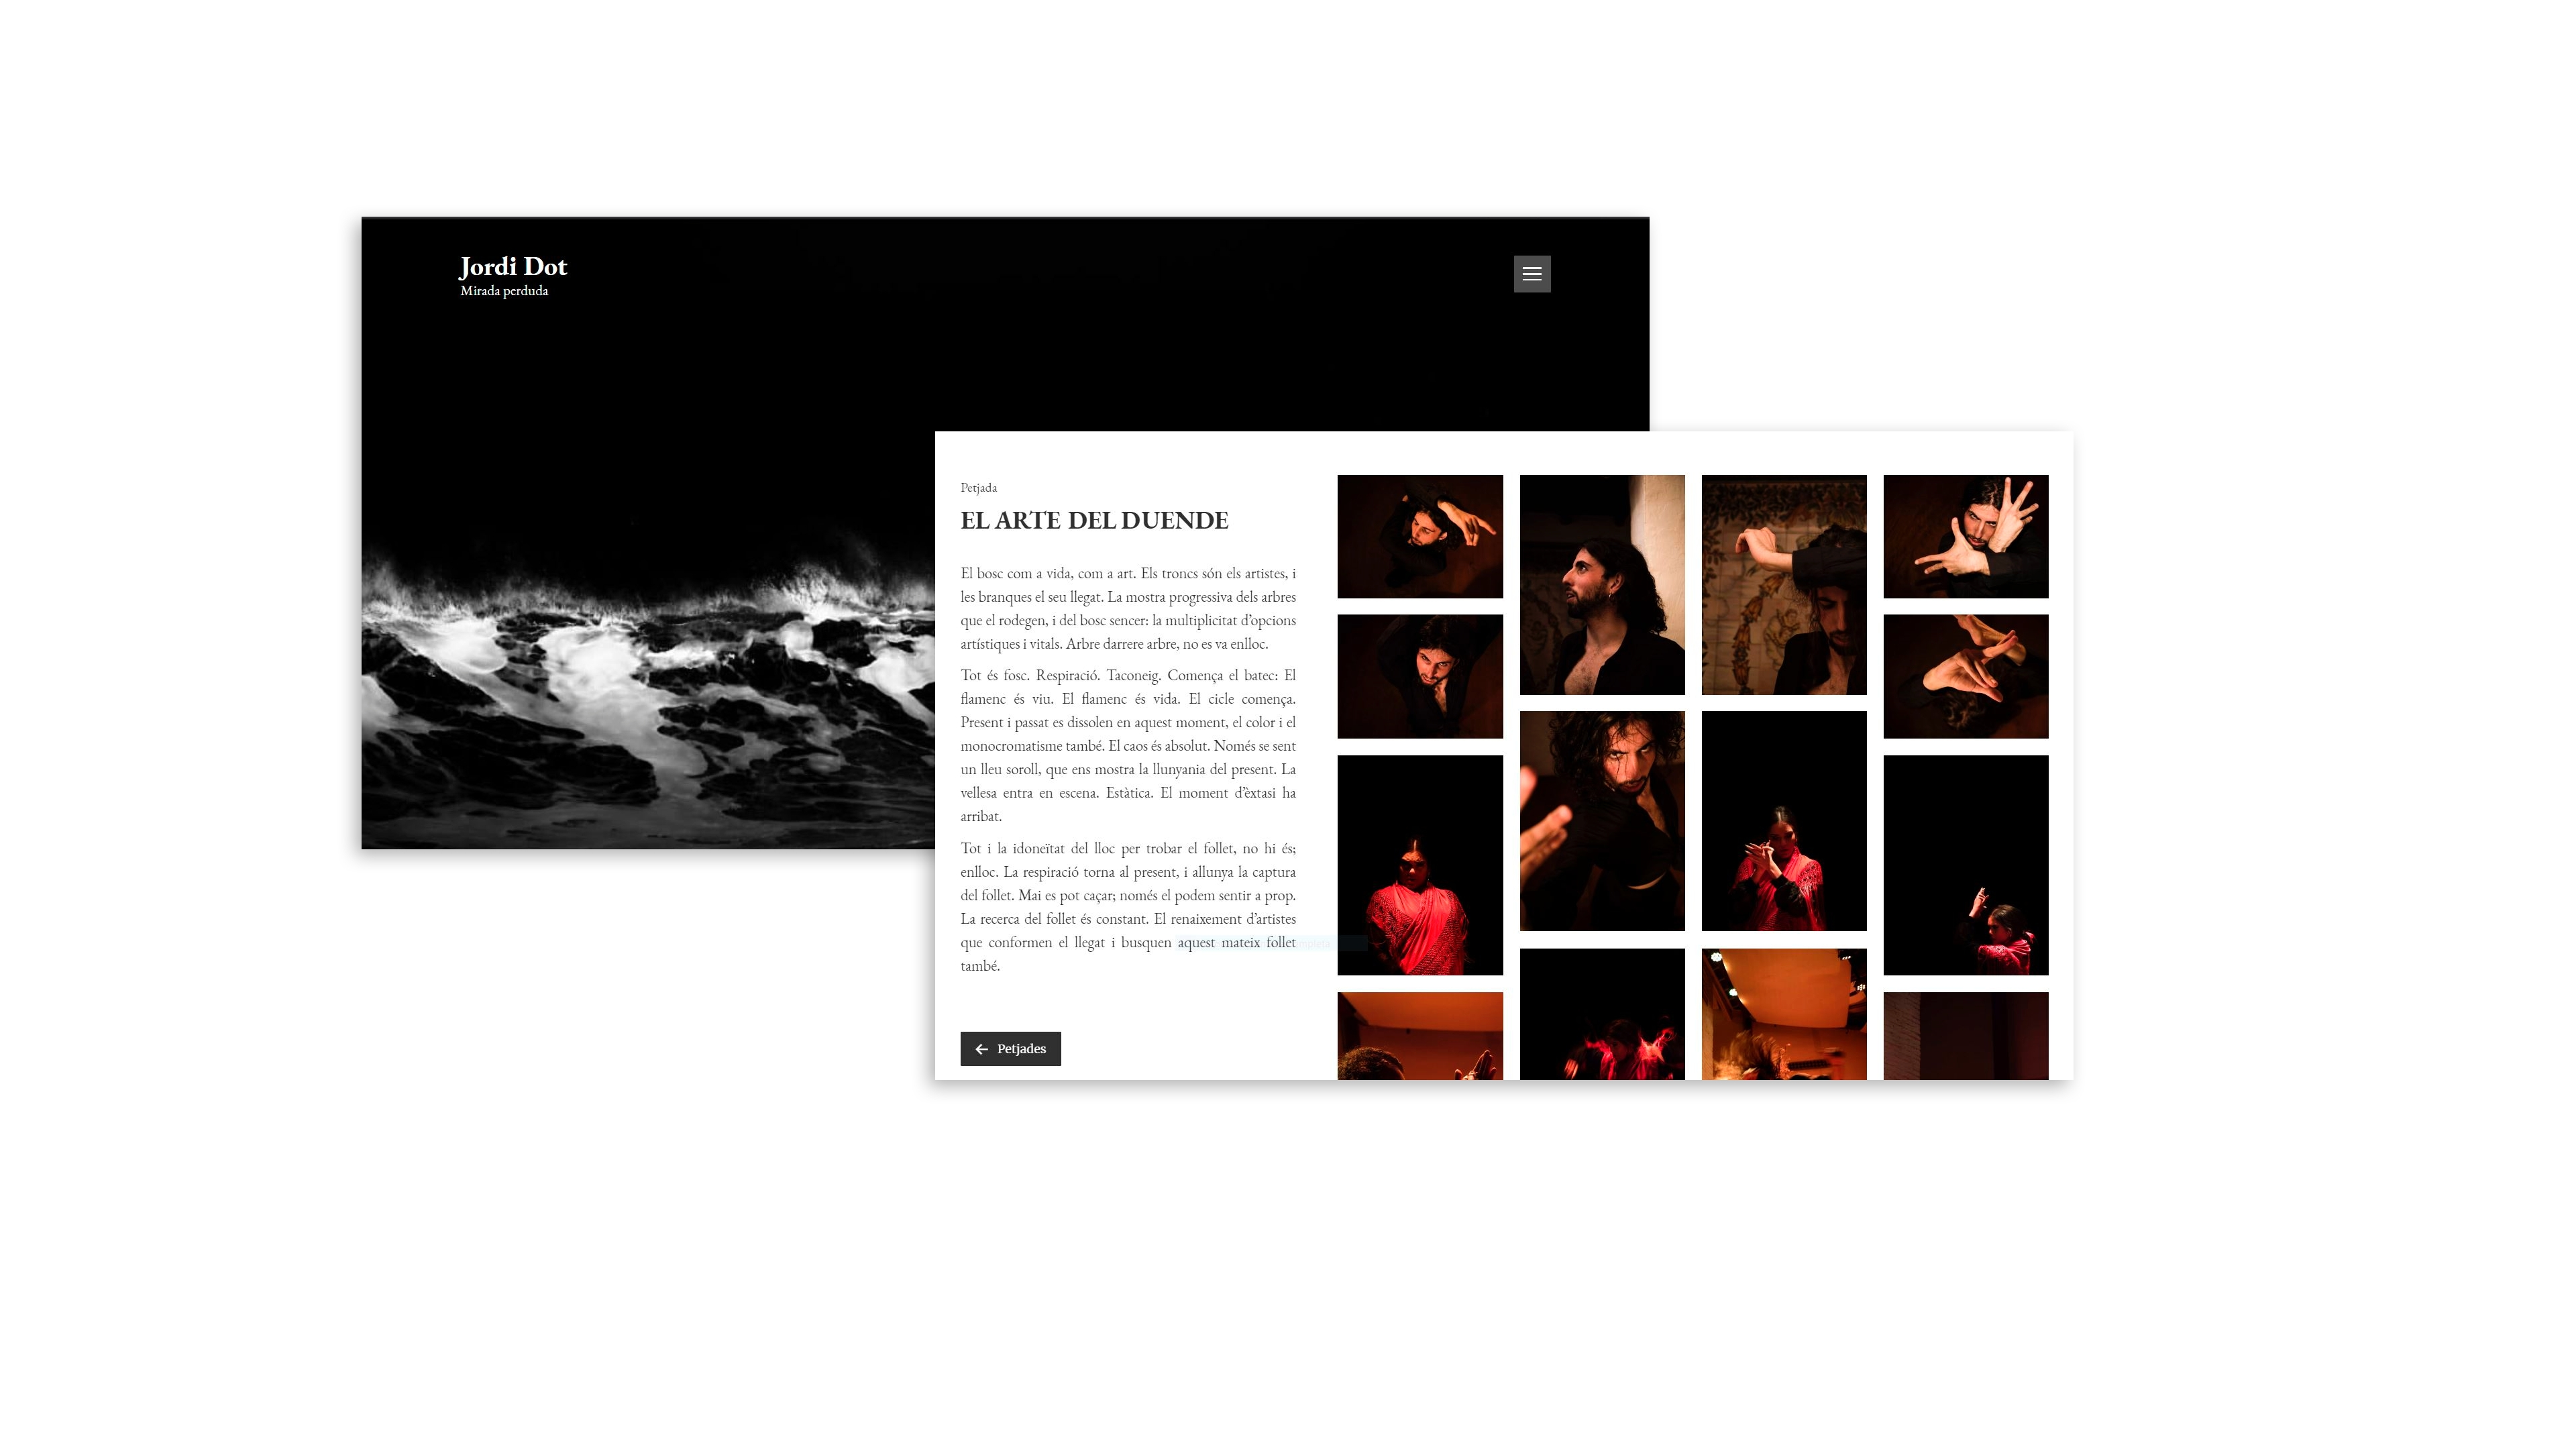 Jordi Dot
Mirada perduda
Petjada
EL ARTE DEL DUENDE
El bosc com a vida, com a art. Els troncs són els artistes, i
les branques el seu llegat. La mostra progressiva dels arbres
que el rodegen, i del bosc sencer: la multiplicitat d’opcions
artístiques i vitals. Arbre darrere arbre, no es va enlloc.
Tot és fosc. Respiració. Taconeig. Comença el batec: El
flamenc és viu. El flamenc és vida. El cicle comença.
Present i passat es dissolen en aquest moment, el color i el
monocromatisme també. El caos és absolut. Només se sent
un lleu soroll, que ens mostra la llunyania del present. La
vellesa entra en escena. Estàtica. El moment d’èxtasi ha
arribat.
Tot i la idoneïtat del lloc per trobar el follet, no hi és;
enlloc. La respiració torna al present, i allunya la captura
del follet. Mai es pot caçar; només el podem sentir a prop.
La recerca del follet és constant. El renaixement d’artistes
que conformen el llegat i busquen aquest mateix follet
també.
Petjades